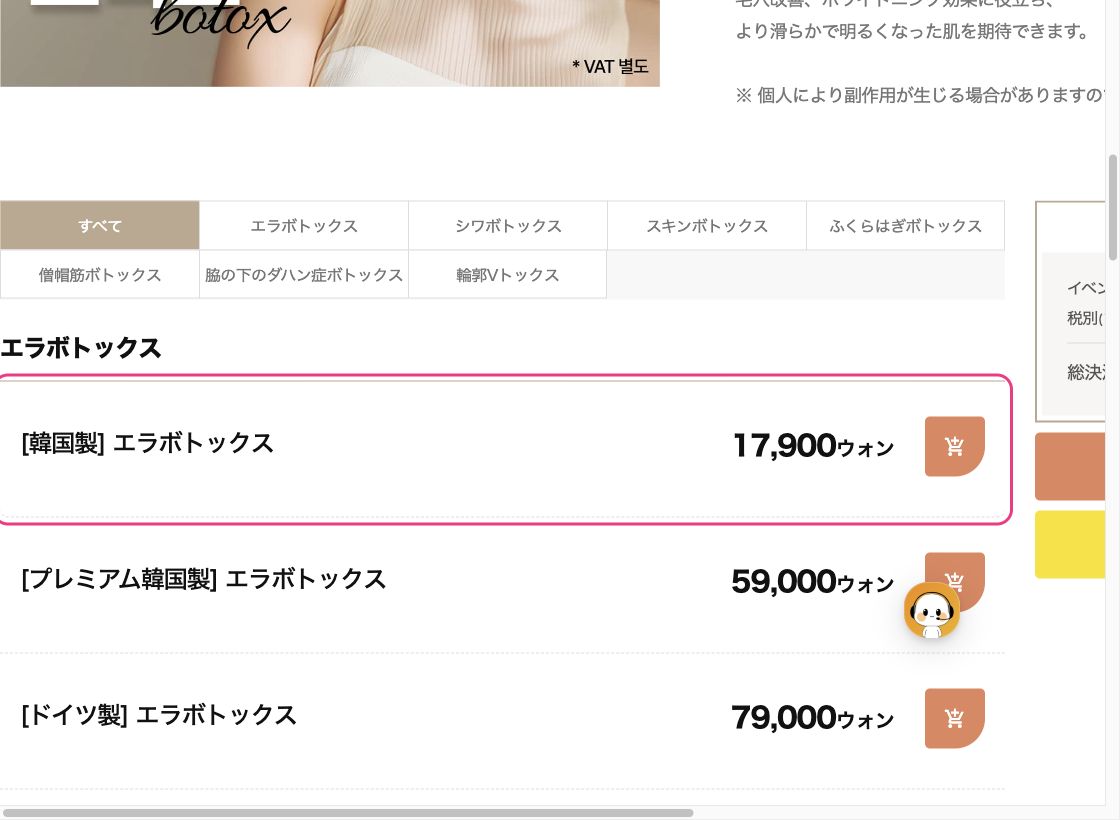 botox
* VAT 別途
より滑らかで明るくなった肌を期待できます。
※ 個人により副作用が生じる場合がありますの
すべて
エラボトックス
シワボトックス
スキンボトックス
ふくらはぎボトックス
僧帽筋ボトックス
脇の下のダハン症ボトックス
輪郭Vトックス
イベン
税別(
総決
エラボトックス
[韓国製] エラボトックス
17,900ウォン
[プレミアム韓国製] エラボトックス
59,000ウォン
[ドイツ製] エラボトックス
79,000ウォン